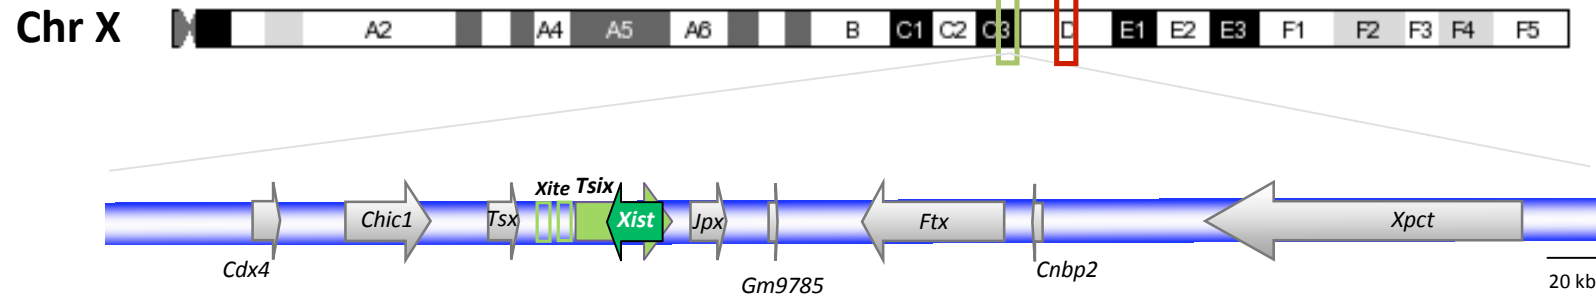 Chr X
A2 A4 A5 A6 B C1 C2 C3 D E1 E2 E3 F1 F2 F3 F4 F5
Xite Tsix
Chic1 Tsx Xist Jpx Ftx Xpct
Cdx4 Gm9785 Cnbp2
20 kb